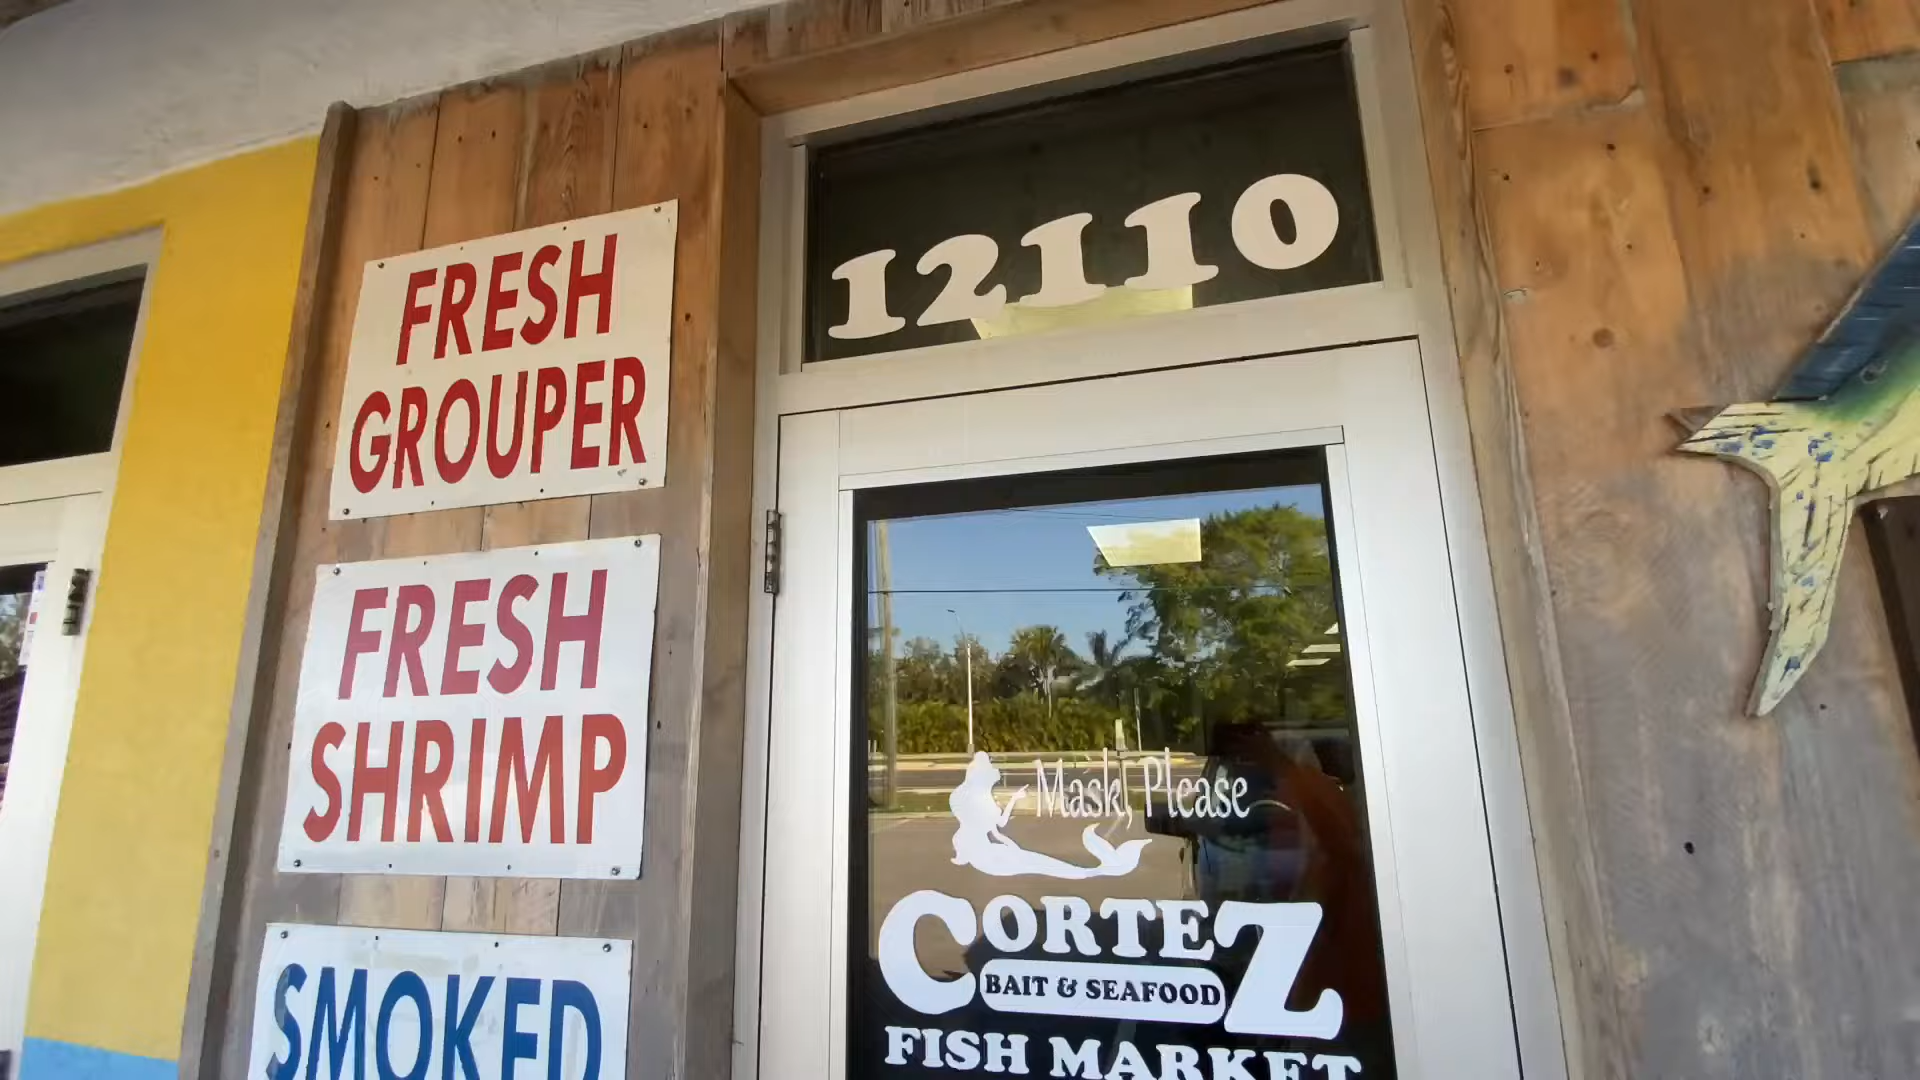 FRESH
GROUPER
FRESH
SHRIMP
SMOKED
12110
Mask, Please
CORTEZ
BAIT & SEAFOOD
FISH MARKET